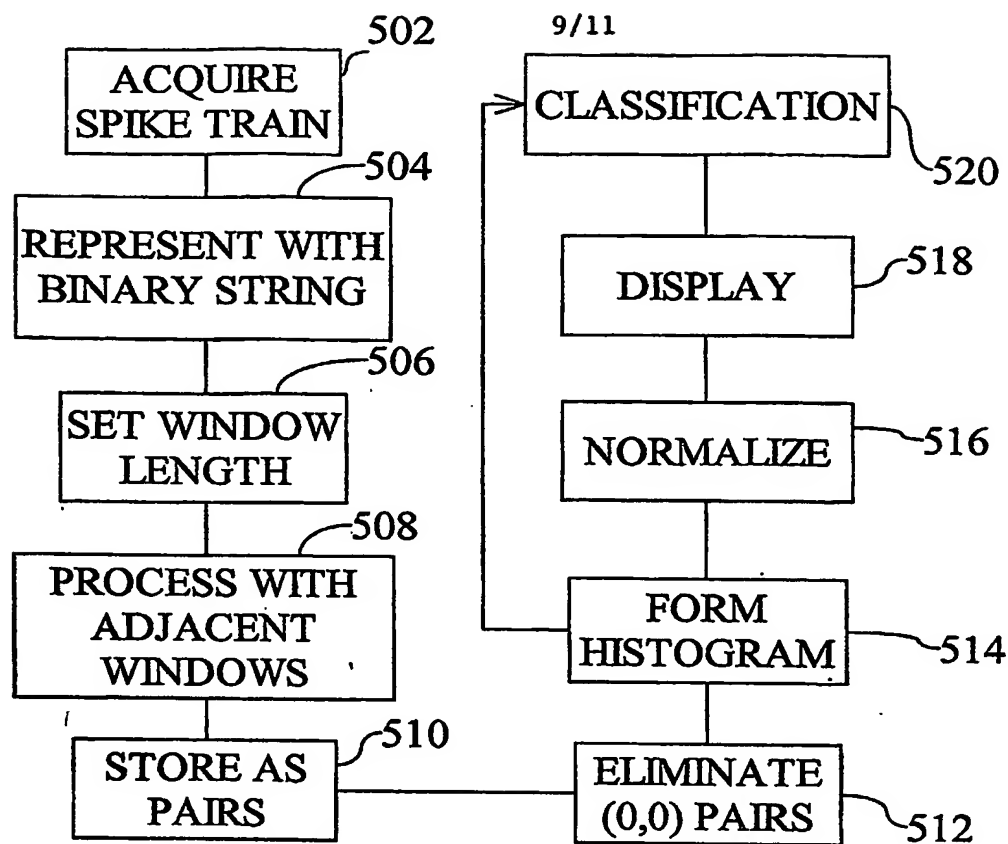 9/11
502
ACQUIRE
SPIKE TRAIN
504
REPRESENT WITH
BINARY STRING
506
SET WINDOW
LENGTH
508
PROCESS WITH
ADJACENT
WINDOWS
510
STORE AS
PAIRS
CLASSIFICATION
520
DISPLAY
518
NORMALIZE
516
FORM
HISTOGRAM
514
ELIMINATE
(0,0) PAIRS
512